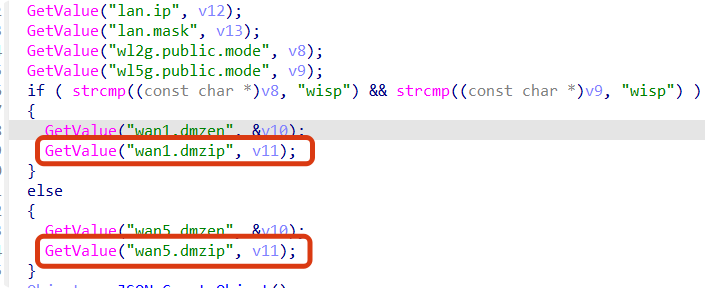 GetValue("lan.ip", v12);
GetValue("lan.mask", v13);
GetValue("wl2g.public.mode", v8);
GetValue("wl5g.public.mode", v9);
if ( strcmp((const char *)v8, "wisp") && strcmp((const char *)v9, "wisp") )
{
GetValue("wan1.dmzen", &v10);
GetValue("wan1.dmzip", v11);
}
else
{
GetValue("wan5.dmzen", &v10);
GetValue("wan5.dmzip", v11);
}